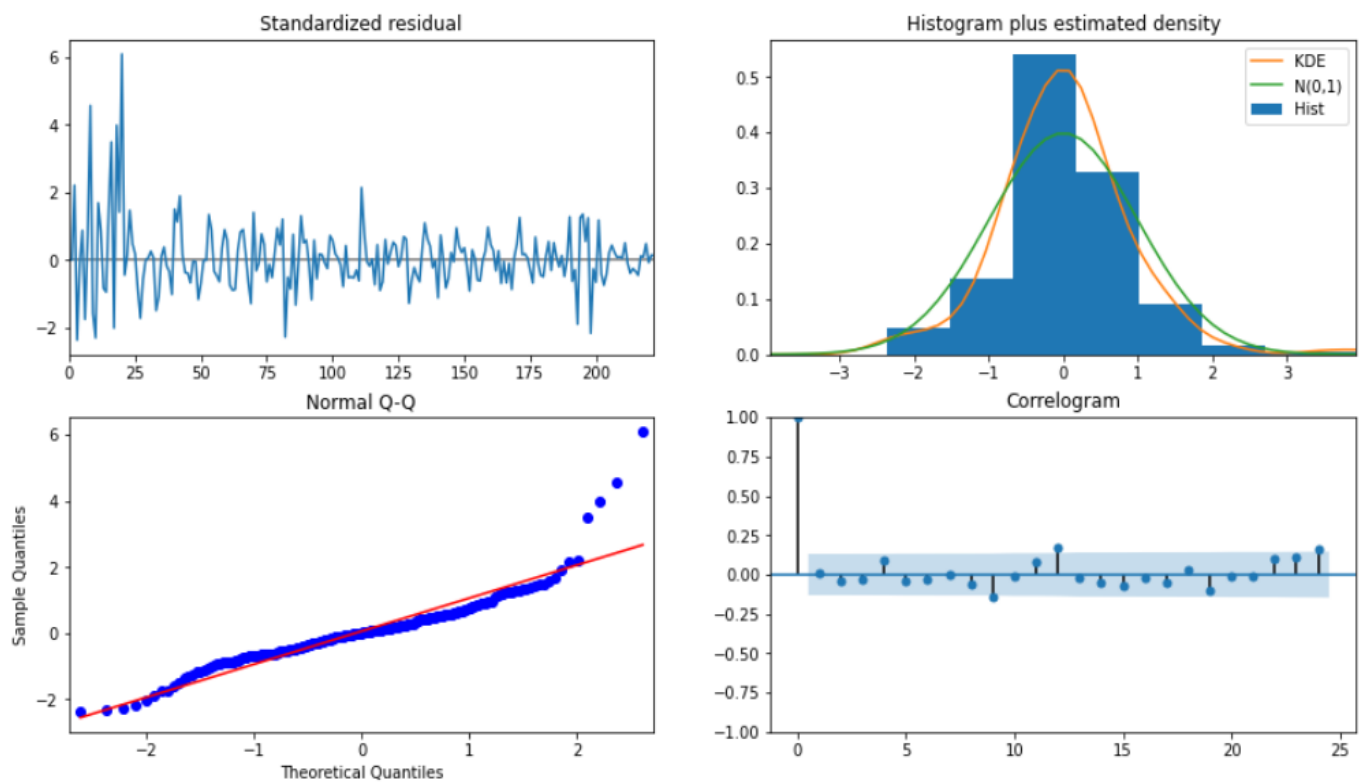 Standardized residual
6
4
2
0
−2
0 25 50 75 100 125 150 175 200
Histogram plus estimated density
KDE
N(0,1)
Hist
0.5
0.4
0.3
0.2
0.1
0.0
−3 −2 −1 0 1 2 3
Normal Q-Q
Sample Quantiles
6
4
2
0
−2
−2 −1 0 1 2
Theoretical Quantiles
Correlogram
1.00
0.75
0.50
0.25
0.00
−0.25
−0.50
−0.75
−1.00
0 5 10 15 20 25